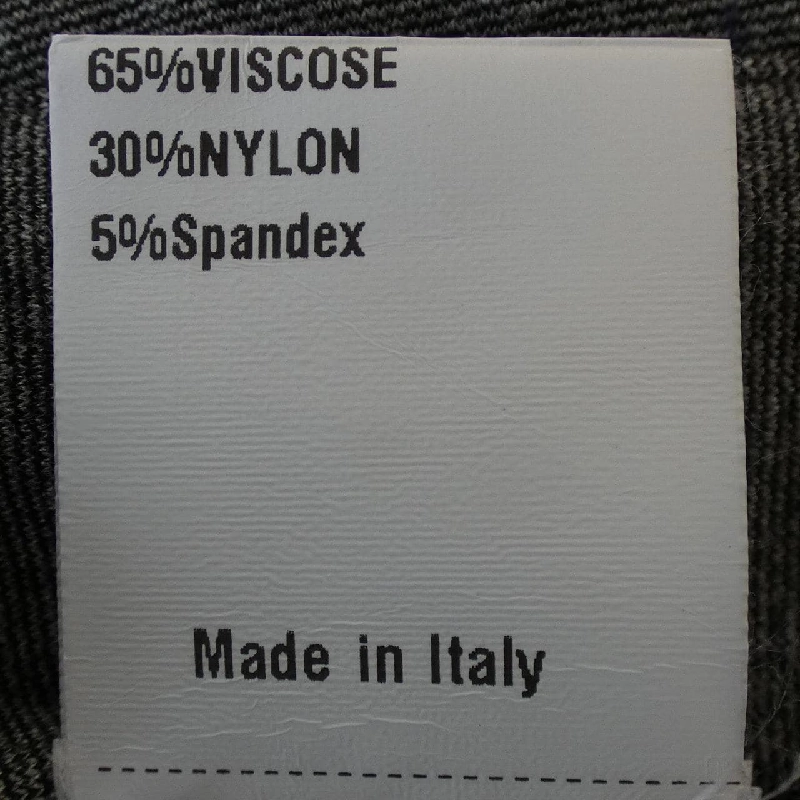 65%VISCOSE
30%NYLON
5%Spandex
Made in Italy